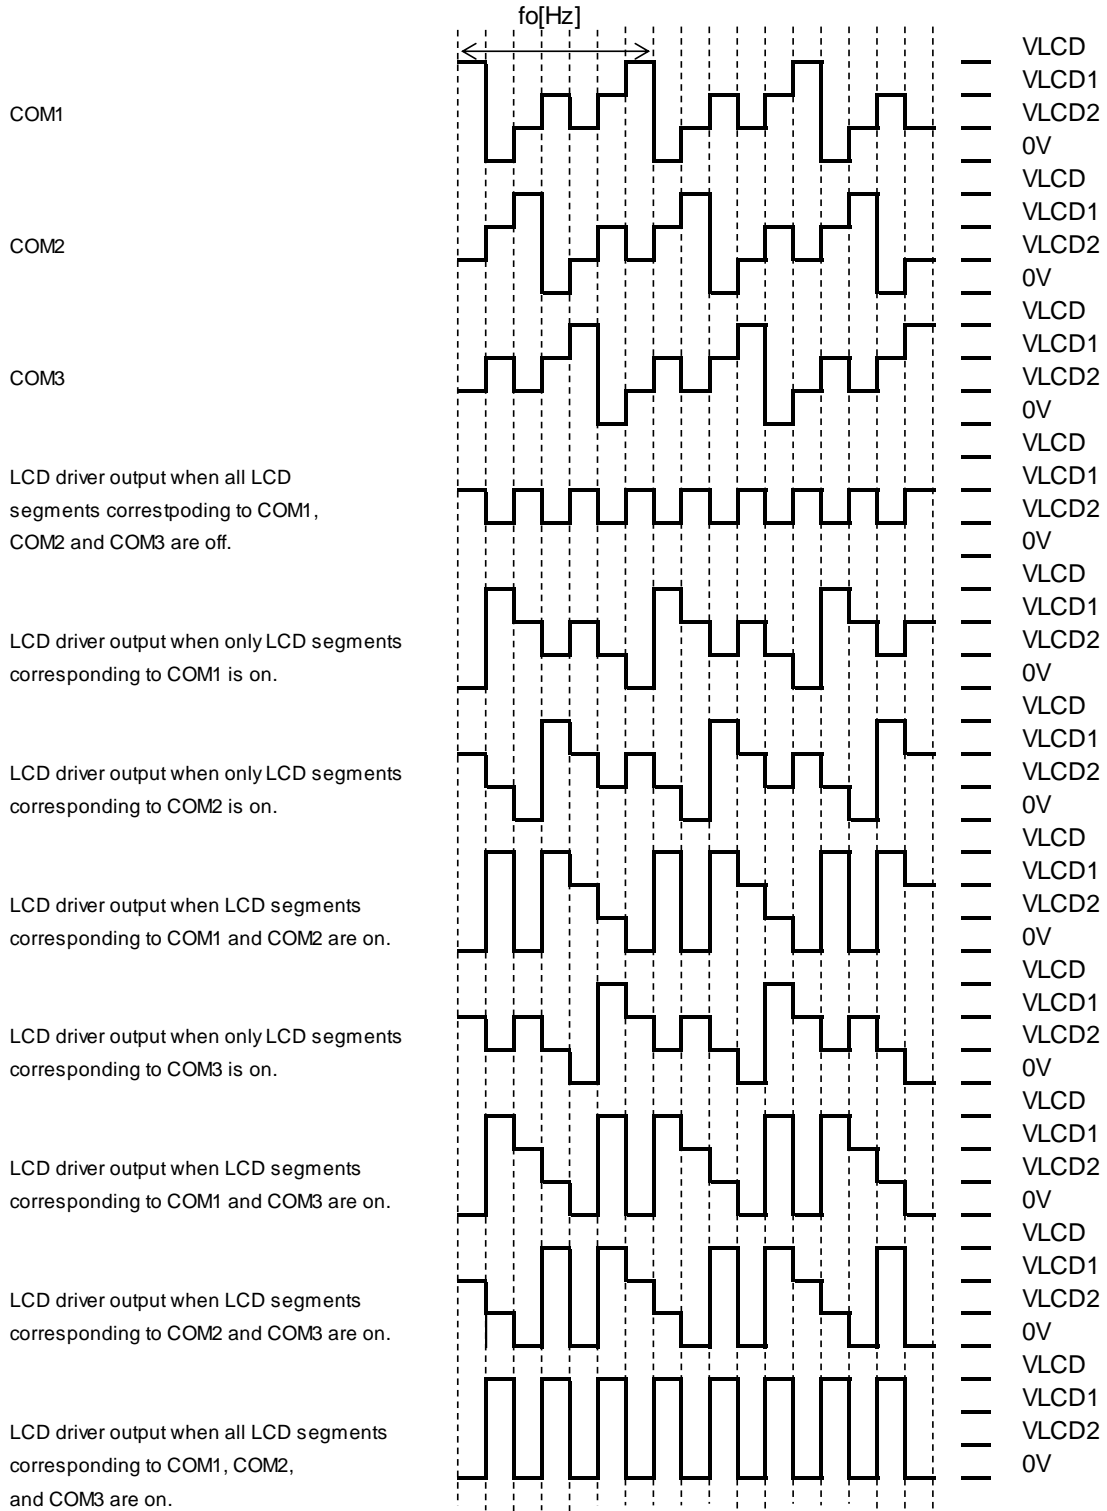 fo[Hz]
VLCD
VLCD1
COM1
VLCD2
0V
VLCD
VLCD1
COM2
VLCD2
0V
VLCD
VLCD1
COM3
VLCD2
0V
VLCD
LCD driver output when all LCD
VLCD1
segments correstpoding to COM1,
VLCD2
COM2 and COM3 are off.
0V
VLCD
VLCD1
LCD driver output when only LCD segments
VLCD2
corresponding to COM1 is on.
0V
VLCD
VLCD1
LCD driver output when only LCD segments
VLCD2
corresponding to COM2 is on.
0V
VLCD
VLCD1
LCD driver output when LCD segments
VLCD2
corresponding to COM1 and COM2 are on.
0V
VLCD
VLCD1
LCD driver output when only LCD segments
VLCD2
corresponding to COM3 is on.
0V
VLCD
VLCD1
LCD driver output when LCD segments
VLCD2
corresponding to COM1 and COM3 are on.
0V
VLCD
VLCD1
LCD driver output when LCD segments
VLCD2
corresponding to COM2 and COM3 are on.
0V
VLCD
VLCD1
LCD driver output when all LCD segments
VLCD2
corresponding to COM1, COM2,
0V
and COM3 are on.